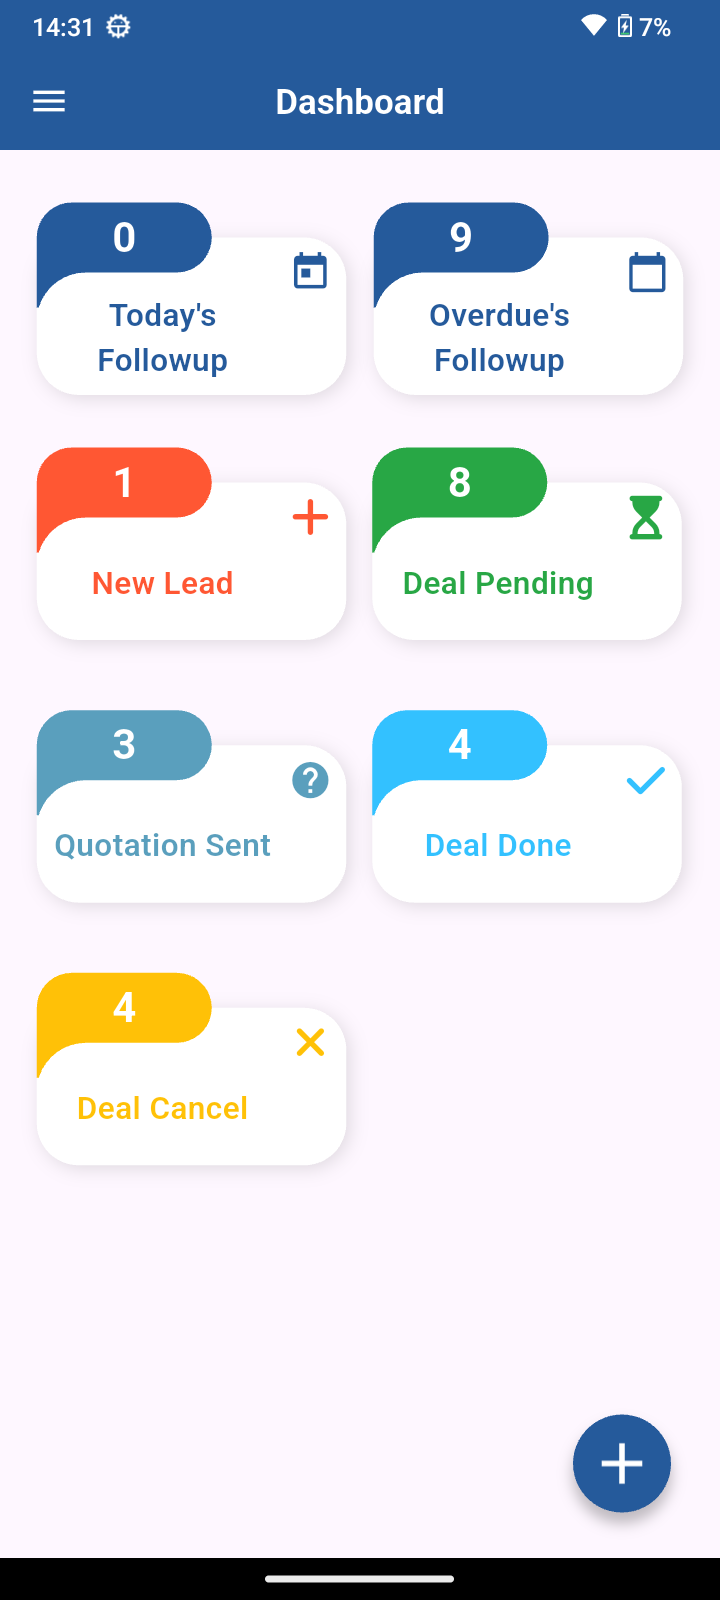 14:31 7%
Dashboard
0
Today's
Followup
9
Overdue's
Followup
1
New Lead
8
Deal Pending
3
Quotation Sent
4
Deal Done
4
Deal Cancel